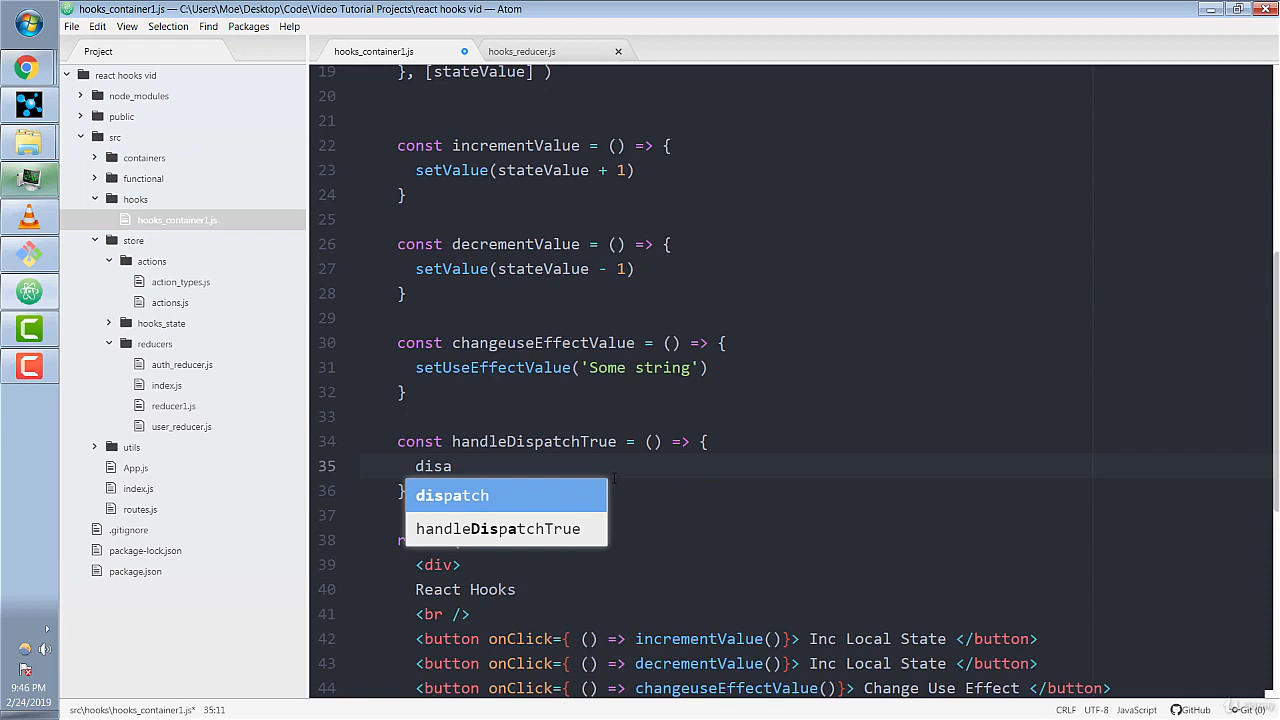 hooks_container1.js — C:\Users\Moe\Desktop\Code\Video Tutorial Projects\react hooks vid — Atom
File Edit View Selection Find Packages Help
Project
hooks_container1.js
hooks_reducer.js
react hooks vid
node_modules
public
src
containers
functional
hooks
hooks_container1.js
store
actions
action_types.js
actions.js
hooks_state
reducers
auth_reducer.js
index.js
reducer1.js
user_reducer.js
utils
App.js
index.js
routes.js
.gitignore
package-lock.json
package.json
19 }, [stateValue] )
20
21
22 const incrementValue = () => {
23 setValue(stateValue + 1)
24 }
25
26 const decrementValue = () => {
27 setValue(stateValue - 1)
28 }
29
30 const changeuseEffectValue = () => {
31 setUseEffectValue('Some string')
32 }
33
34 const handleDispatchTrue = () => {
35 disa
36 }
dispatch
37
handleDispatchTrue
38
39 <div>
40 React Hooks
41 <br />
42 <button onClick={ () => incrementValue()}> Inc Local State </button>
43 <button onClick={ () => decrementValue()}> Inc Local State </button>
44 <button onClick={ () => changeuseEffectValue()}> Change Use Effect </button>
9:46 PM
2/24/2019
src\hooks\hooks_container1.js* 35:11
CRLF UTF-8 JavaScript GitHub Git (0)